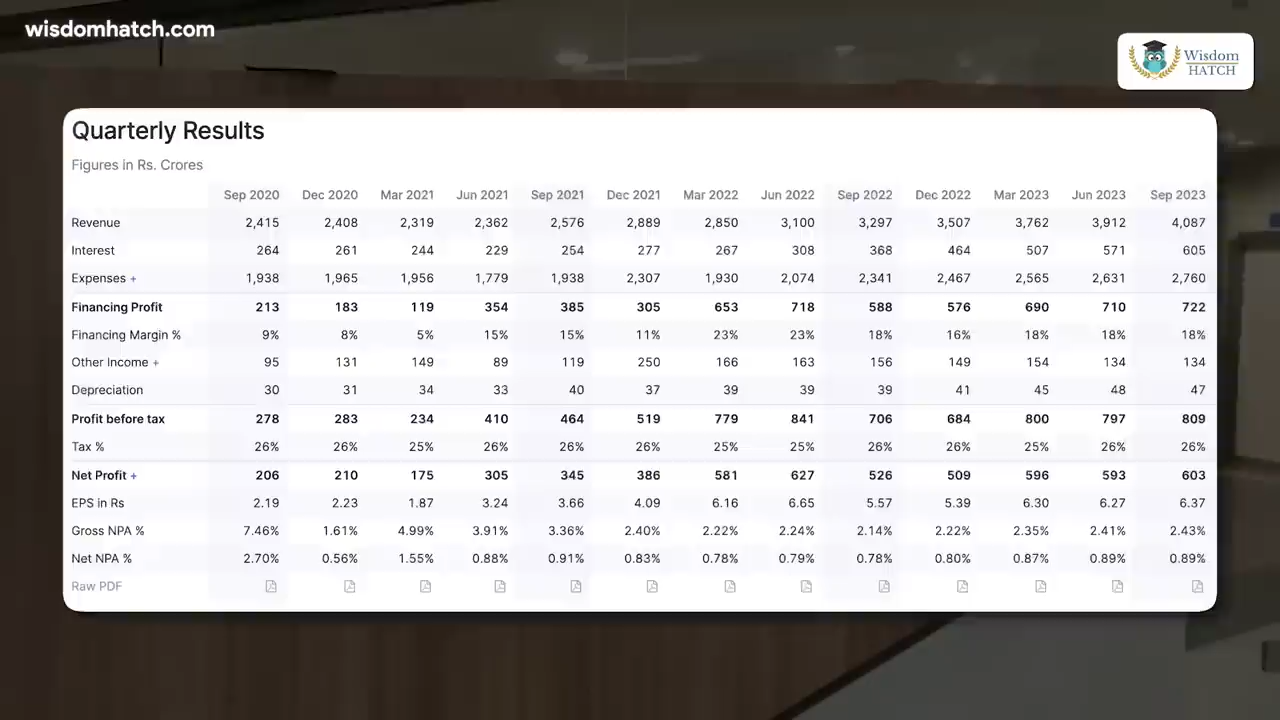 wisdomhatch.com
Wisdom
HATCH
Quarterly Results
Figures in Rs. Crores
Sep 2020 Dec 2020 Mar 2021 Jun 2021 Sep 2021 Dec 2021 Mar 2022 Jun 2022 Sep 2022 Dec 2022 Mar 2023 Jun 2023 Sep 2023
Revenue 2,415 2,408 2,319 2,362 2,576 2,889 2,850 3,100 3,297 3,507 3,762 3,912 4,087
Interest 264 261 244 229 254 277 267 308 368 464 507 571 605
Expenses + 1,938 1,965 1,956 1,779 1,938 2,307 1,930 2,074 2,341 2,467 2,565 2,631 2,760
Financing Profit 213 183 119 354 385 305 653 718 588 576 690 710 722
Financing Margin % 9% 8% 5% 15% 15% 11% 23% 23% 18% 16% 18% 18% 18%
Other Income + 95 131 149 89 119 250 166 163 156 149 154 134 134
Depreciation 30 31 34 33 40 37 39 39 39 41 45 48 47
Profit before tax 278 283 234 410 464 519 779 841 706 684 800 797 809
Tax % 26% 26% 25% 26% 26% 26% 25% 25% 26% 26% 25% 26% 26%
Net Profit + 206 210 175 305 345 386 581 627 526 509 596 593 603
EPS in Rs 2.19 2.23 1.87 3.24 3.66 4.09 6.16 6.65 5.57 5.39 6.30 6.27 6.37
Gross NPA % 7.46% 1.61% 4.99% 3.91% 3.36% 2.40% 2.22% 2.24% 2.14% 2.22% 2.35% 2.41% 2.43%
Net NPA % 2.70% 0.56% 1.55% 0.88% 0.91% 0.83% 0.78% 0.79% 0.78% 0.80% 0.87% 0.89% 0.89%
Raw PDF